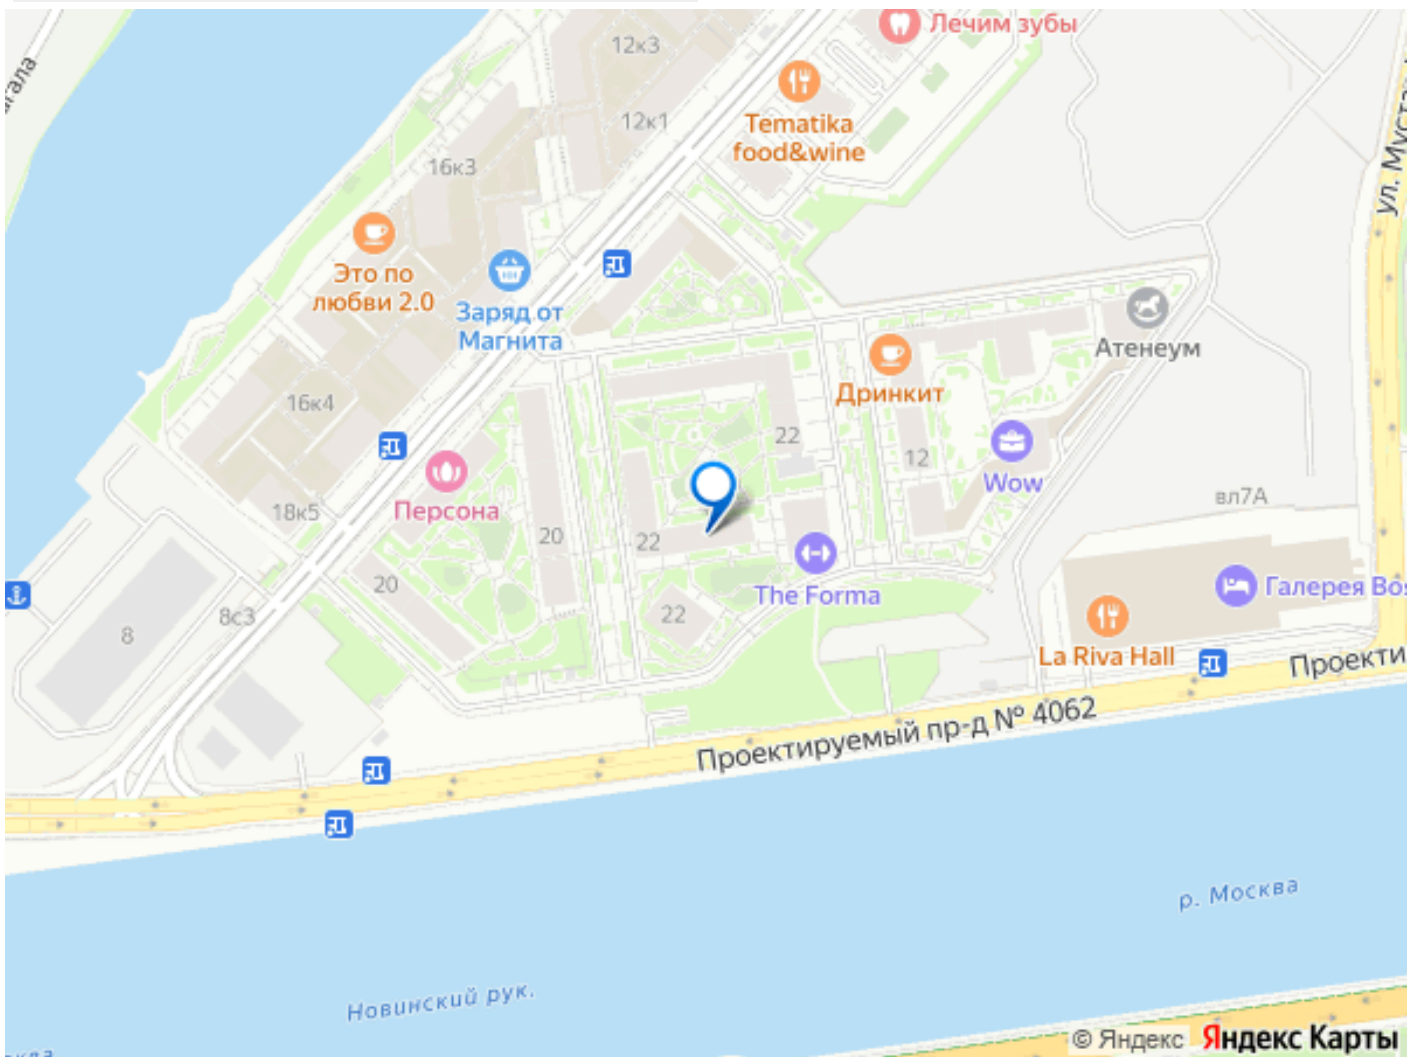 12к3
Лечим зубы
Tematika
food&wine
12к1
16к3
ул. Муста
Это по
любви 2.0
Заряд от
Магнита
Атенеум
Дринкит
16к4
22
12
Wow
вл7А
Персона
18к5
20
22
The Forma
Галерея Воя
20
22
8с3
8
La Riva Hall
Проекти
Проектируемый пр-д № 4062
р. Москва
Новинский рук.
© Яндекс Яндекс Карты